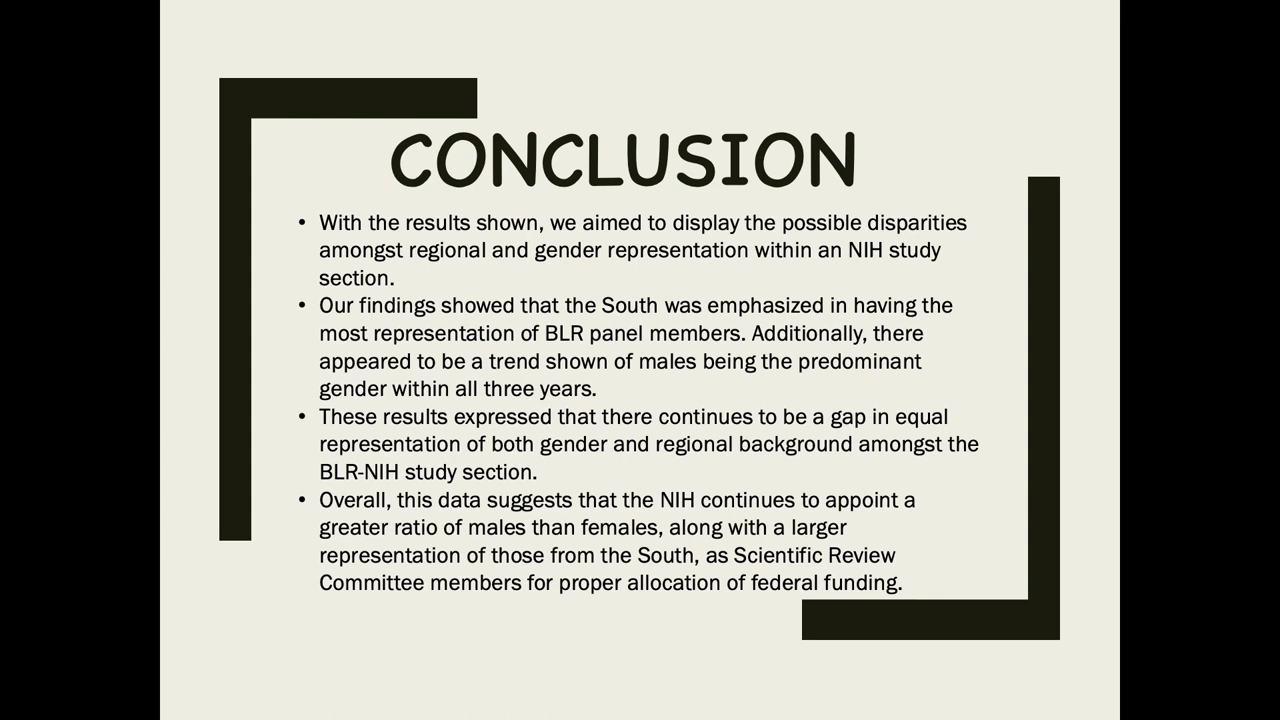 CONCLUSION
• With the results shown, we aimed to display the possible disparities
amongst regional and gender representation within an NIH study
section.
• Our findings showed that the South was emphasized in having the
most representation of BLR panel members. Additionally, there
appeared to be a trend shown of males being the predominant
gender within all three years.
• These results expressed that there continues to be a gap in equal
representation of both gender and regional background amongst the
BLR-NIH study section.
• Overall, this data suggests that the NIH continues to appoint a
greater ratio of males than females, along with a larger
representation of those from the South, as Scientific Review
Committee members for proper allocation of federal funding.